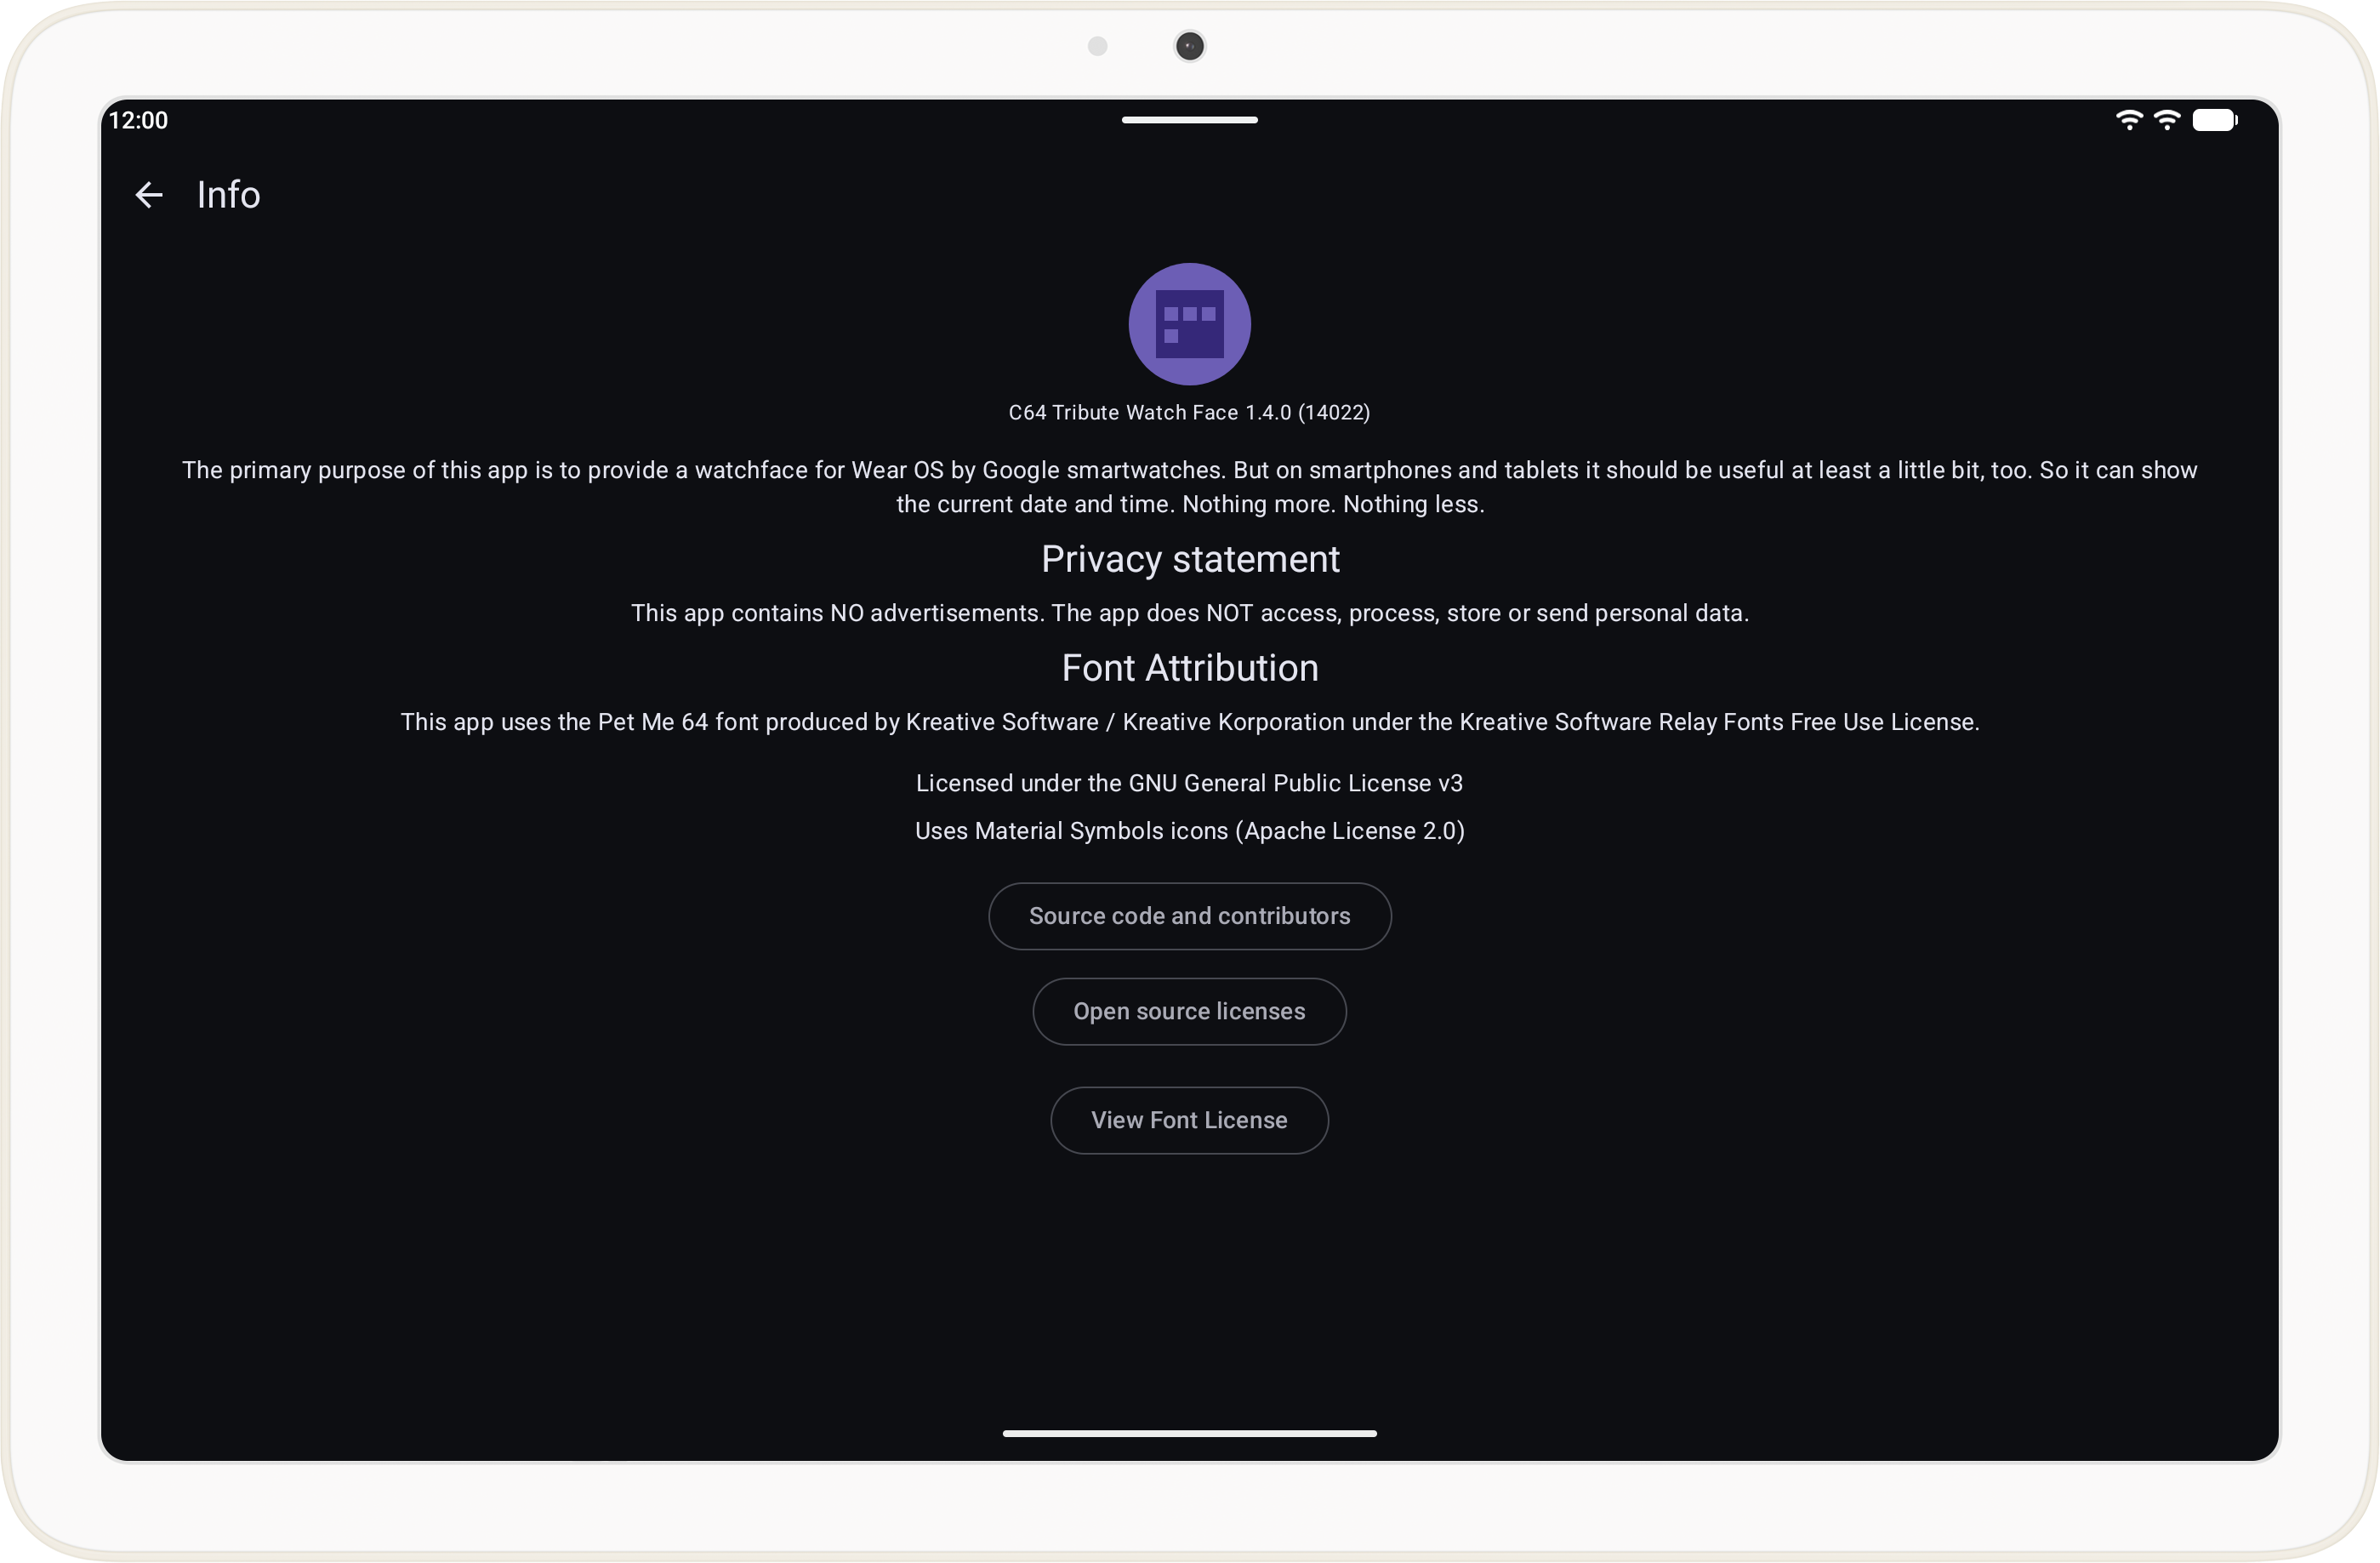 12:00
Info
C64 Tribute Watch Face 1.4.0 (14022)
The primary purpose of this app is to provide a watchface for Wear OS by Google smartwatches. But on smartphones and tablets it should be useful at least a little bit, too. So it can show
the current date and time. Nothing more. Nothing less.
Privacy statement
This app contains NO advertisements. The app does NOT access, process, store or send personal data.
Font Attribution
This app uses the Pet Me 64 font produced by Kreative Software / Kreative Korporation under the Kreative Software Relay Fonts Free Use License.
Licensed under the GNU General Public License v3
Uses Material Symbols icons (Apache License 2.0)
Source code and contributors
Open source licenses
View Font License